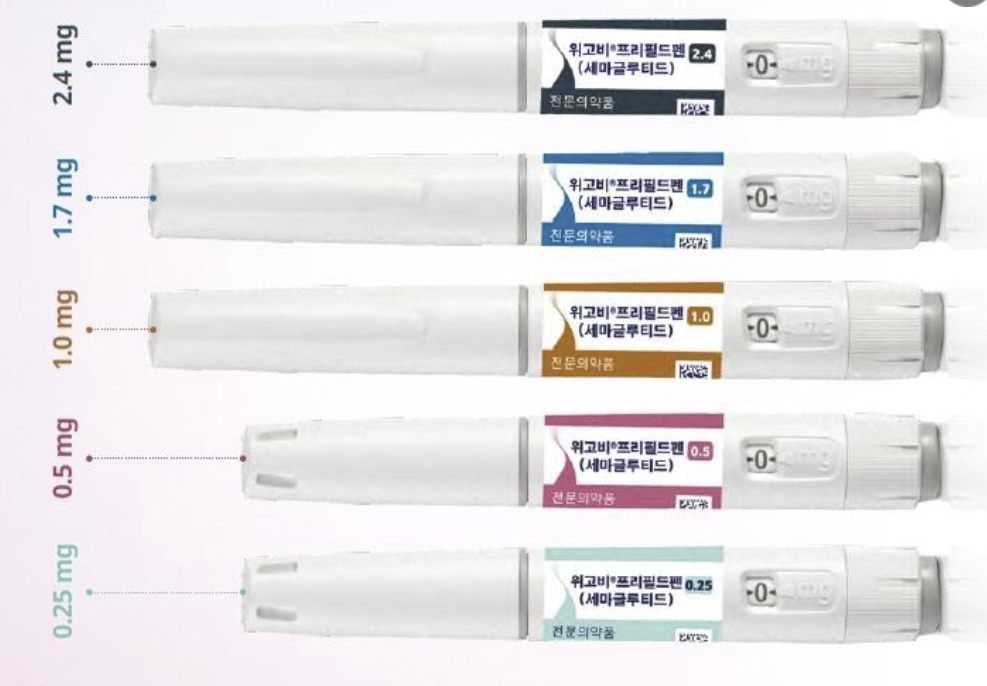 2.4 mg
위고비®프리필드펜 2.4
(세마글루티드)
전문의약품
0 mg
1.7 mg
위고비®프리필드펜 1.7
(세마글루티드)
전문의약품
0 mg
1.0 mg
위고비®프리필드펜 1.0
(세마글루티드)
전문의약품
0 mg
0.5 mg
위고비®프리필드펜 0.5
(세마글루티드)
전문의약품
0 mg
0.25 mg
위고비®프리필드펜 0.25
(세마글루티드)
전문의약품
0 mg